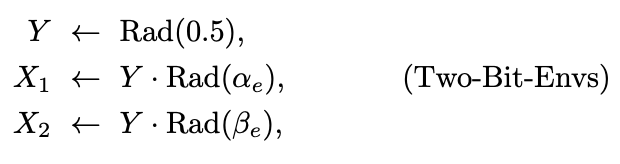 Y ← Rad(0.5),
X₁ ← Y · Rad(αₑ), (Two-Bit-Envs)
X₂ ← Y · Rad(βₑ),